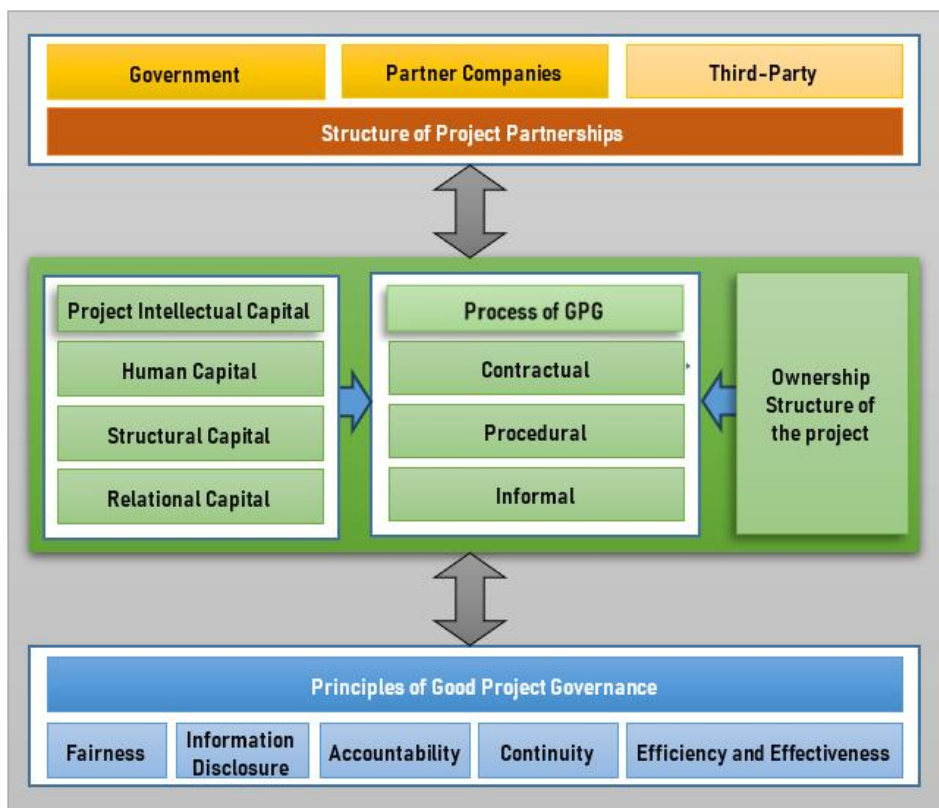 Government
Partner Companies
Third-Party
Structure of Project Partnerships
Project Intellectual Capital
Human Capital
Structural Capital
Relational Capital
Process of GPG
Contractual
Procedural
Informal
Ownership
Structure of
the project
Principles of Good Project Governance
Fairness
Information
Disclosure
Accountability
Continuity
Efficiency and Effectiveness